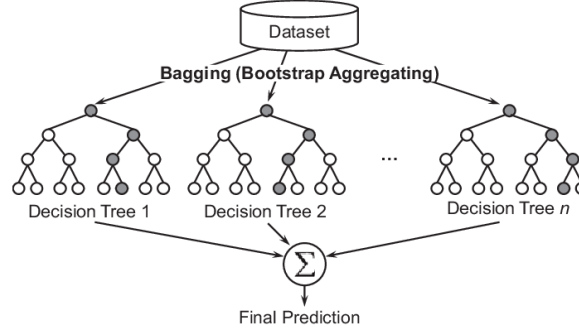 Dataset
Bagging (Bootstrap Aggregating)
...
Decision Tree 1
Decision Tree 2
Decision Tree n
Σ
Final Prediction